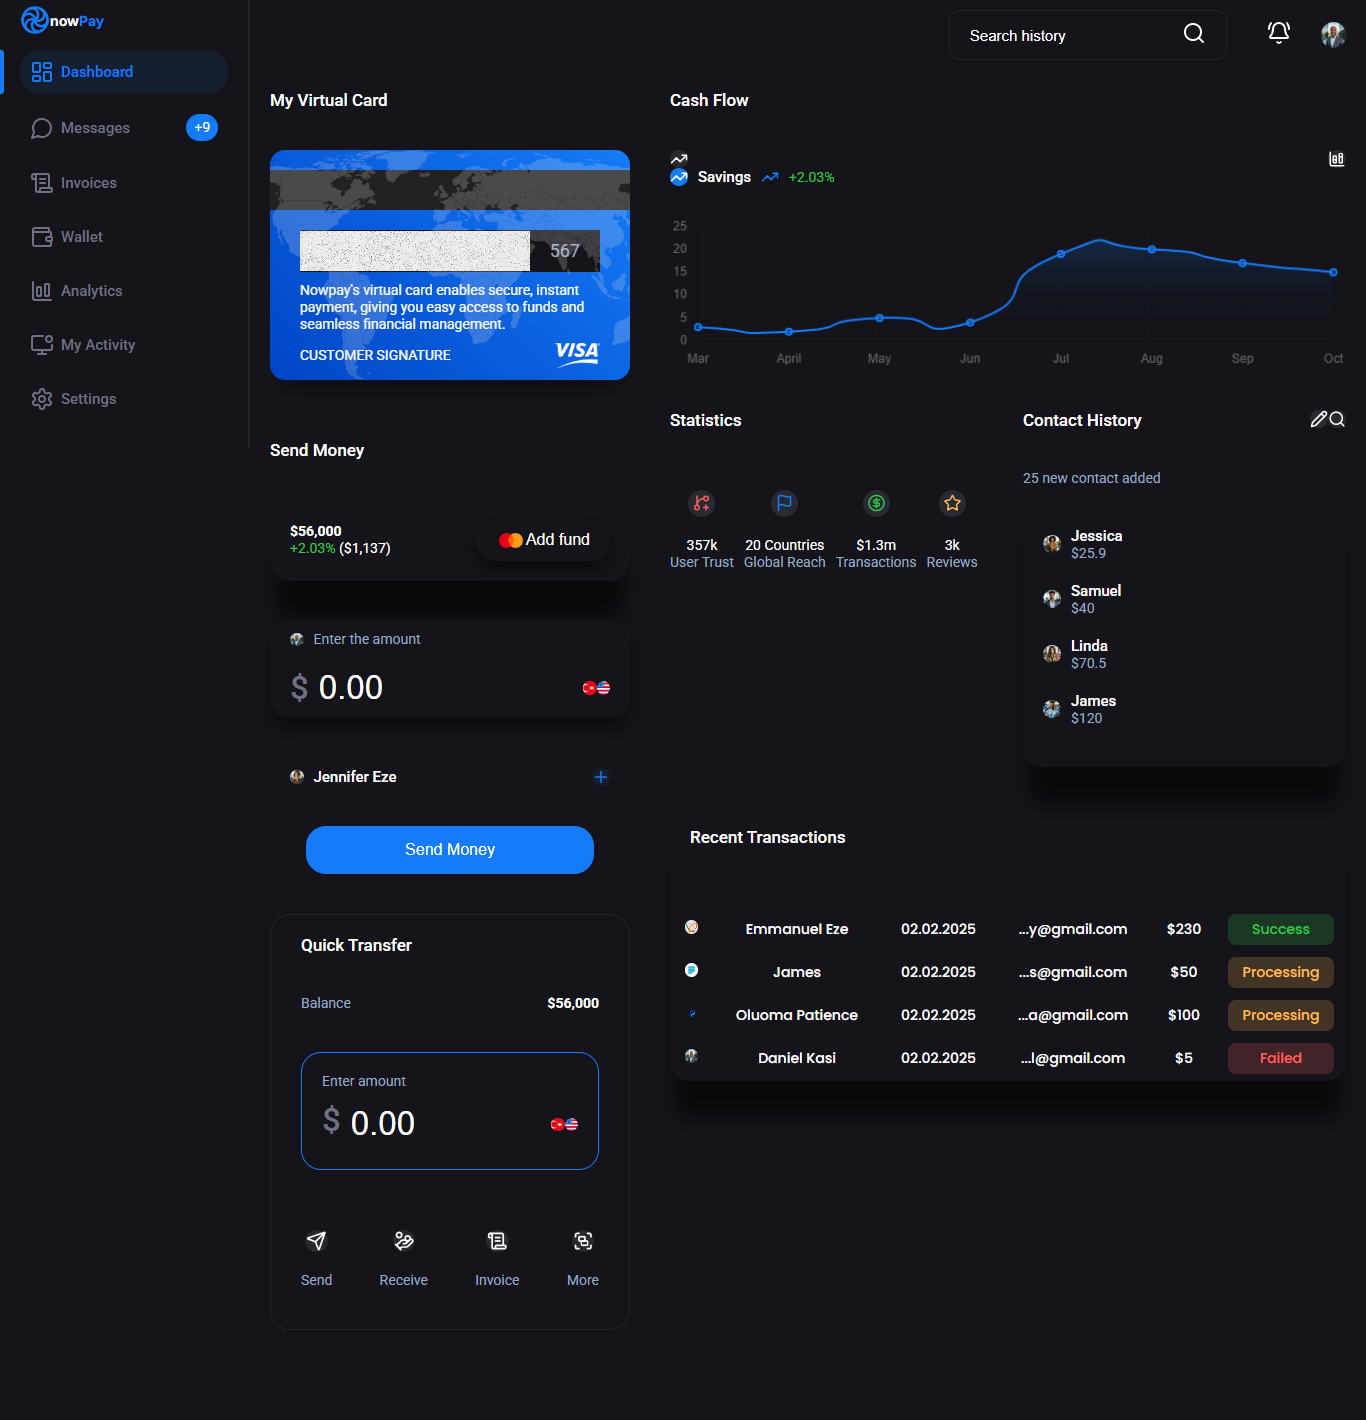 nowPay
Search history
Dashboard
Messages
+9
Invoices
Wallet
Analytics
My Activity
Settings
My Virtual Card
567
Nowpay's virtual card enables secure, instant
payment, giving you easy access to funds and
seamless financial management.
CUSTOMER SIGNATURE
VISA
Send Money
$56,000
+2.03% ($1,137)
Add fund
Enter the amount
$ 0.00
Jennifer Eze
Send Money
Quick Transfer
Balance
$56,000
Enter amount
$ 0.00
Send
Receive
Invoice
More
Cash Flow
Savings
+2.03%
25
20
15
10
5
0
Mar
April
May
Jun
Jul
Aug
Sep
Oct
Statistics
357k
User Trust
20 Countries
Global Reach
$1.3m
Transactions
3k
Reviews
Contact History
25 new contact added
Jessica
$25.9
Samuel
$40
Linda
$70.5
James
$120
Recent Transactions
Emmanuel Eze 02.02.2025 ...y@gmail.com $230 Success
James 02.02.2025 ...s@gmail.com $50 Processing
Oluoma Patience 02.02.2025 ...a@gmail.com $100 Processing
Daniel Kasi 02.02.2025 ...l@gmail.com $5 Failed